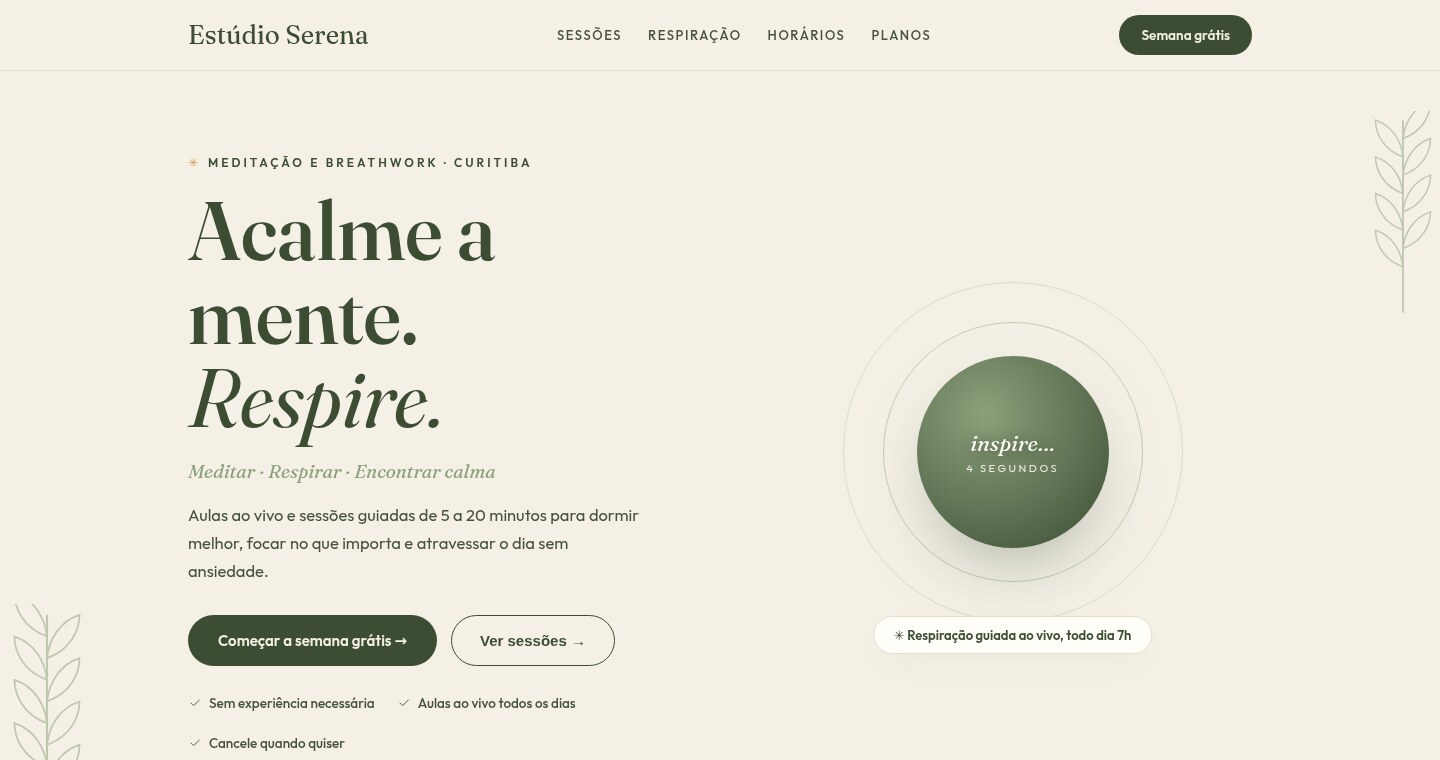 Estúdio Serena
SESSÕES
RESPIRAÇÃO
HORÁRIOS
PLANOS
Semana grátis
✳ MEDITAÇÃO E BREATHWORK · CURITIBA
Acalme a
mente.
Respire.
Meditar · Respirar · Encontrar calma
Aulas ao vivo e sessões guiadas de 5 a 20 minutos para dormir
melhor, focar no que importa e atravessar o dia sem
ansiedade.
Começar a semana grátis →
Ver sessões →
✓ Sem experiência necessária
✓ Aulas ao vivo todos os dias
✓ Cancele quando quiser
inspire...
4 SEGUNDOS
✳ Respiração guiada ao vivo, todo dia 7h